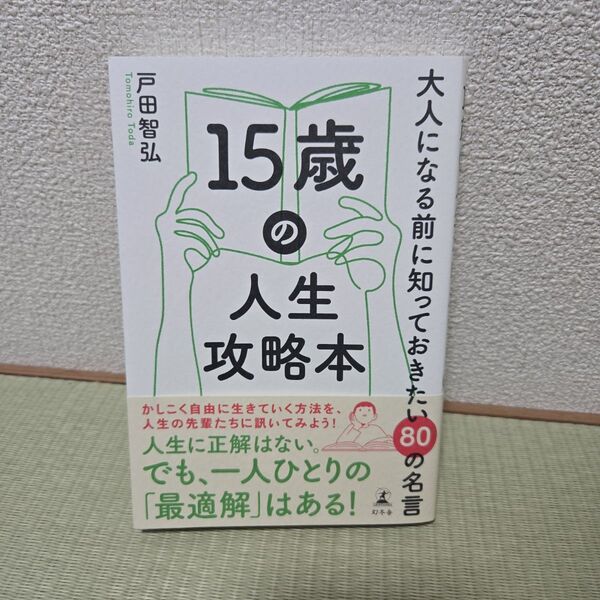 大人になる前に知っておきたい80の名言
戸田智弘
Tomohiro Toda
15歳
の
人生
攻略本
かしこく自由に生きていく方法を、
人生の先輩たちに訊いてみよう！
人生に正解はない。
でも、一人ひとりの
「最適解」はある！
幻冬舎